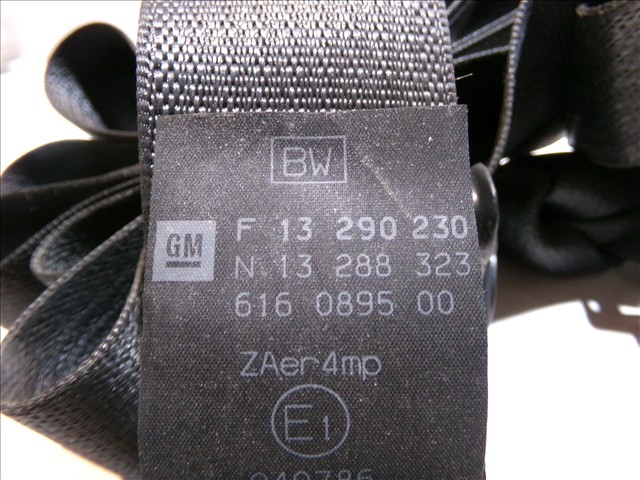 BW
GM F 13 290 230
N 13 288 323
616 0895 00
ZAer4mp
E1